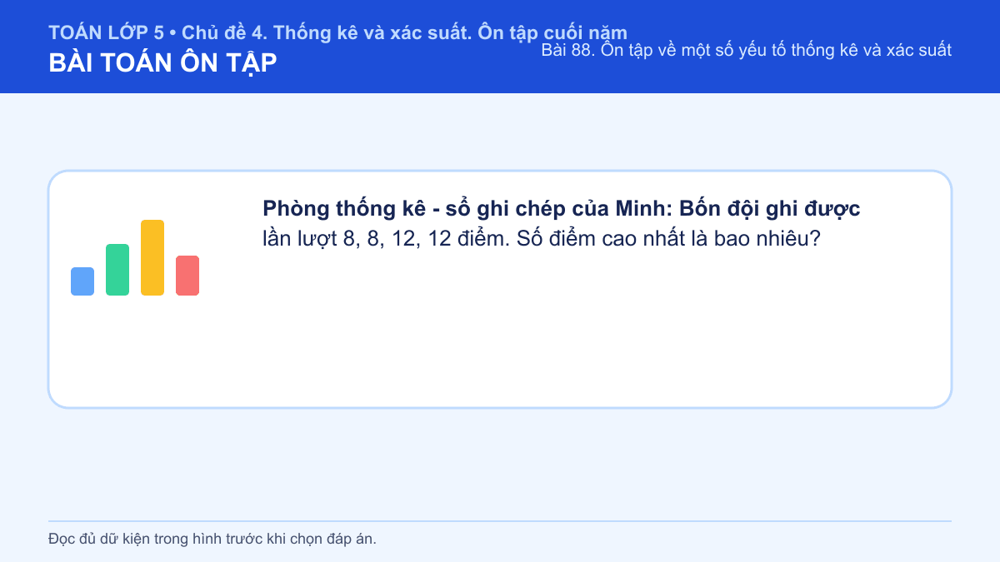 TOÁN LỚP 5 • Chủ đề 4. Thống kê và xác suất. Ôn tập cuối năm
BÀI TOÁN ÔN TẬP
Bài 88. Ôn tập về một số yếu tố thống kê và xác suất
Phòng thống kê - sổ ghi chép của Minh: Bốn đội ghi được
lần lượt 8, 8, 12, 12 điểm. Số điểm cao nhất là bao nhiêu?
Đọc đủ dữ kiện trong hình trước khi chọn đáp án.